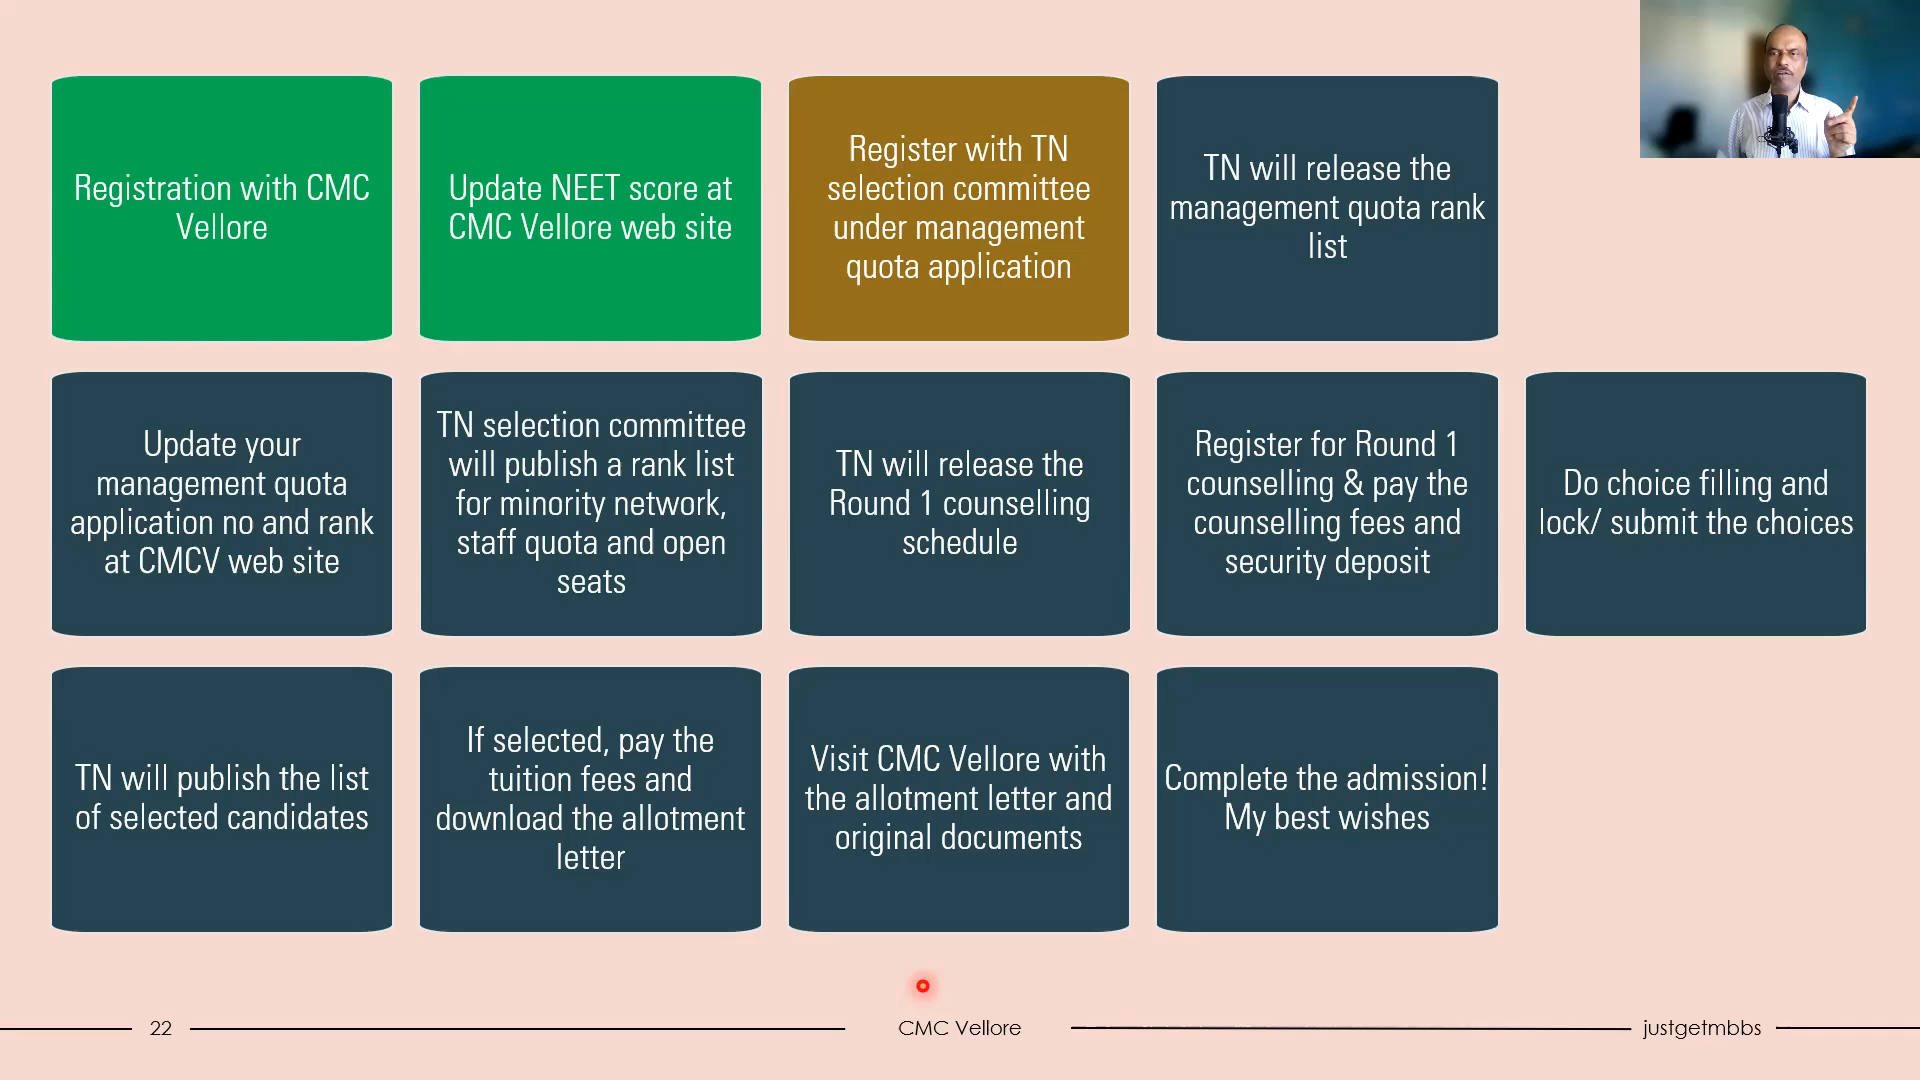 Registration with CMC
Vellore
Update NEET score at
CMC Vellore web site
Register with TN
selection committee
under management
quota application
TN will release the
management quota rank
list
Update your
management quota
application no and rank
at CMCV web site
TN selection committee
will publish a rank list
for minority network,
staff quota and open
seats
TN will release the
Round 1 counselling
schedule
Register for Round 1
counselling & pay the
counselling fees and
security deposit
Do choice filling and
lock/ submit the choices
TN will publish the list
of selected candidates
If selected, pay the
tuition fees and
download the allotment
letter
Visit CMC Vellore with
the allotment letter and
original documents
Complete the admission!
My best wishes
22
CMC Vellore
justgetmbbs